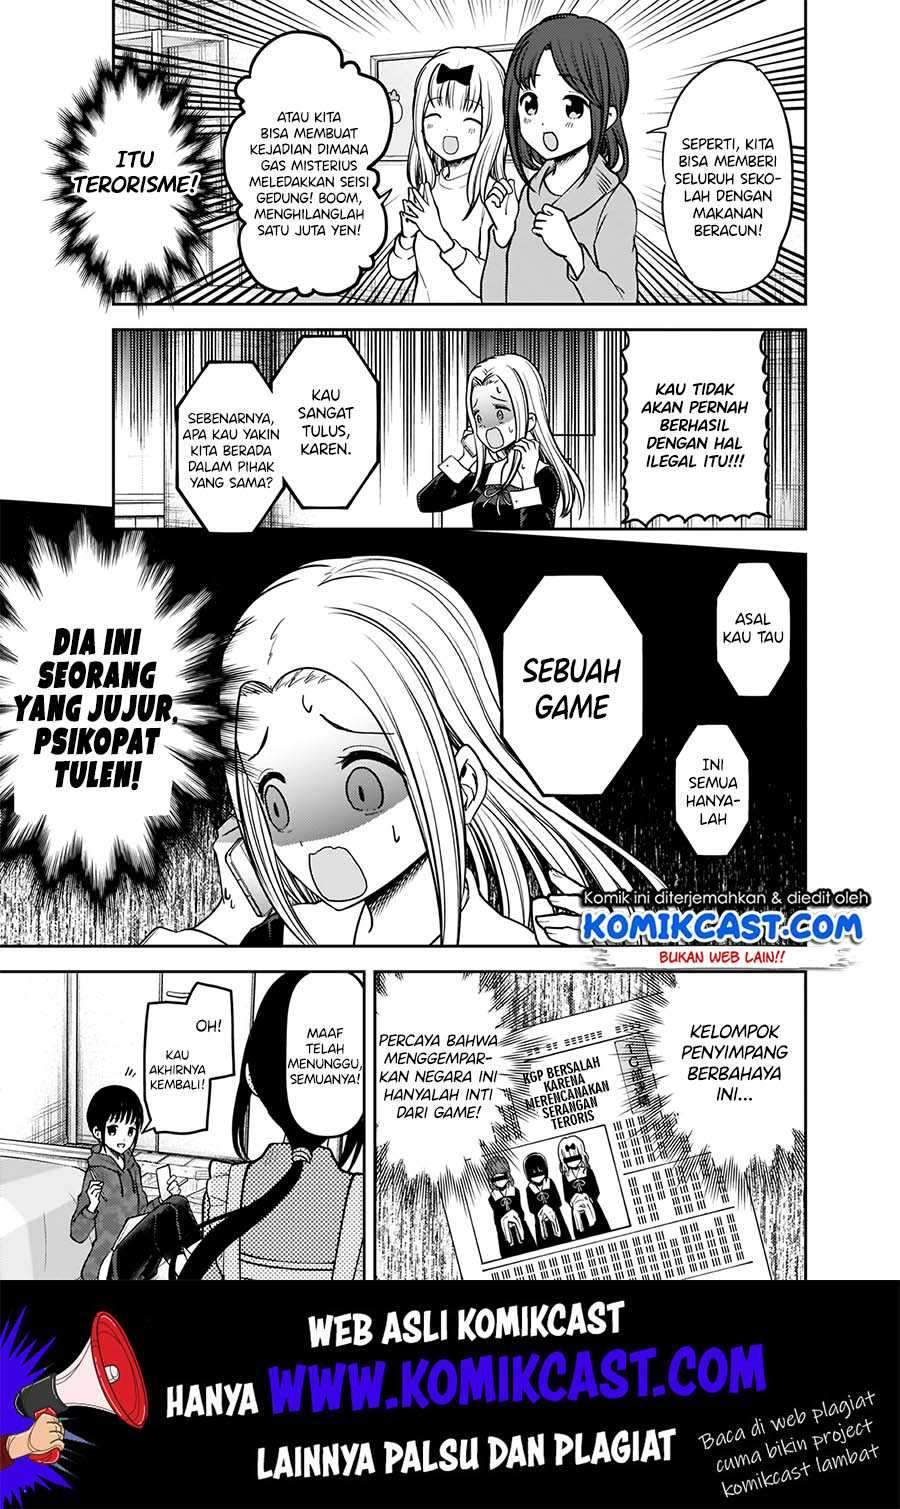 SEPERTI, KITA
BISA MEMBERI
SELURUH SEKO-
LAH DENGAN
MAKANAN
BERACUN!
ATAU KITA
BISA MEMBUAT
KEJADIAN DIMANA
GAS MISTERIUS
MELEDAKKAN SEISI
GEDUNG! BOOM,
MENGHILANGLAH
SATU JUTA YEN!
ITU
TERORISME!
KAU TIDAK
AKAN PERNAH
BERHASIL
DENGAN HAL
ILEGAL ITU!!!
KAU
SANGAT
TULUS,
KAREN.
SEBENARNYA,
APA KAU YAKIN
KITA BERADA
DALAM PIHAK
YANG SAMA?
ASAL
KAU TAU
INI
SEMUA
HANYA-
LAH
SEBUAH
GAME
DIA INI
SEORANG
YANG JUJUR,
PSIKOPAT
TULEN!
Komik ini diterjemahkan & diedit oleh
KOMIKCAST.COM
BUKAN WEB LAIN!!
KELOMPOK
PENYIMPANG
BERBAHAYA
INI...
KGP BERSALAH
KARENA
MERENCANAKAN
SERANGAN
TERORIS
PERCAYA BAHWA
MENGGEMPAR-
KAN NEGARA INI
HANYALAH INTI
DARI GAME!
MAAF
TELAH
MENUNGGU,
SEMUANYA!
OH!
KAU
AKHIRNYA
KEMBALI!
WEB ASLI KOMIKCAST
HANYA WWW.KOMIKCAST.COM
LAINNYA PALSU DAN PLAGIAT
Baca di web plagiat
cuma bikin project
komikcast lambat